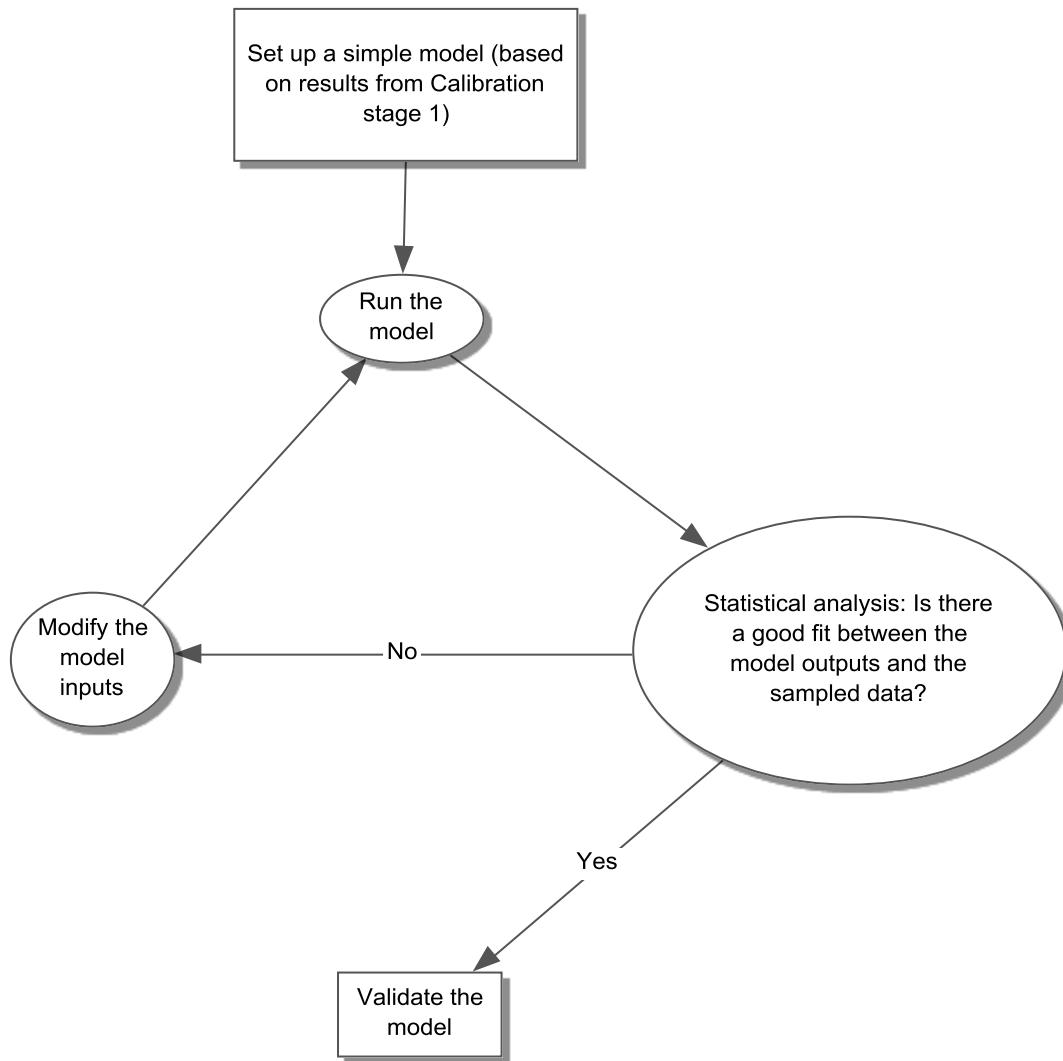 Set up a simple model (based
on results from Calibration
stage 1)
Run the
model
Statistical analysis: Is there
a good fit between the
model outputs and the
sampled data?
Modify the
model
inputs
No
Yes
Validate the
model